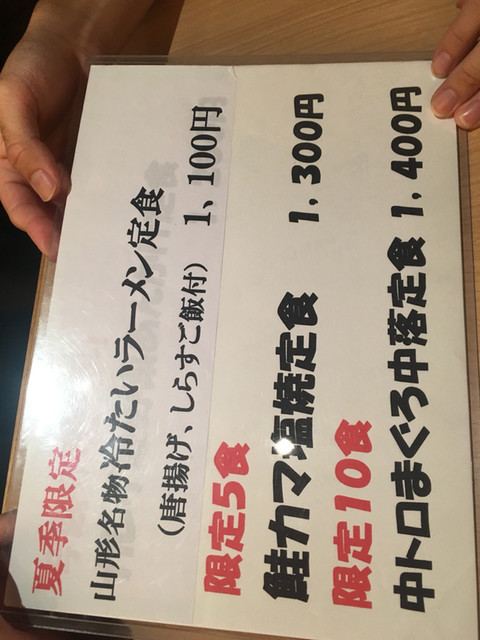 夏季限定
山形名物冷たいラーメン定食
（唐揚げ、しらすご飯付） 1,100円
限定5食
鮭カマ塩焼定食 1,300円
限定10食
中トロまぐろ中落定食 1,400円